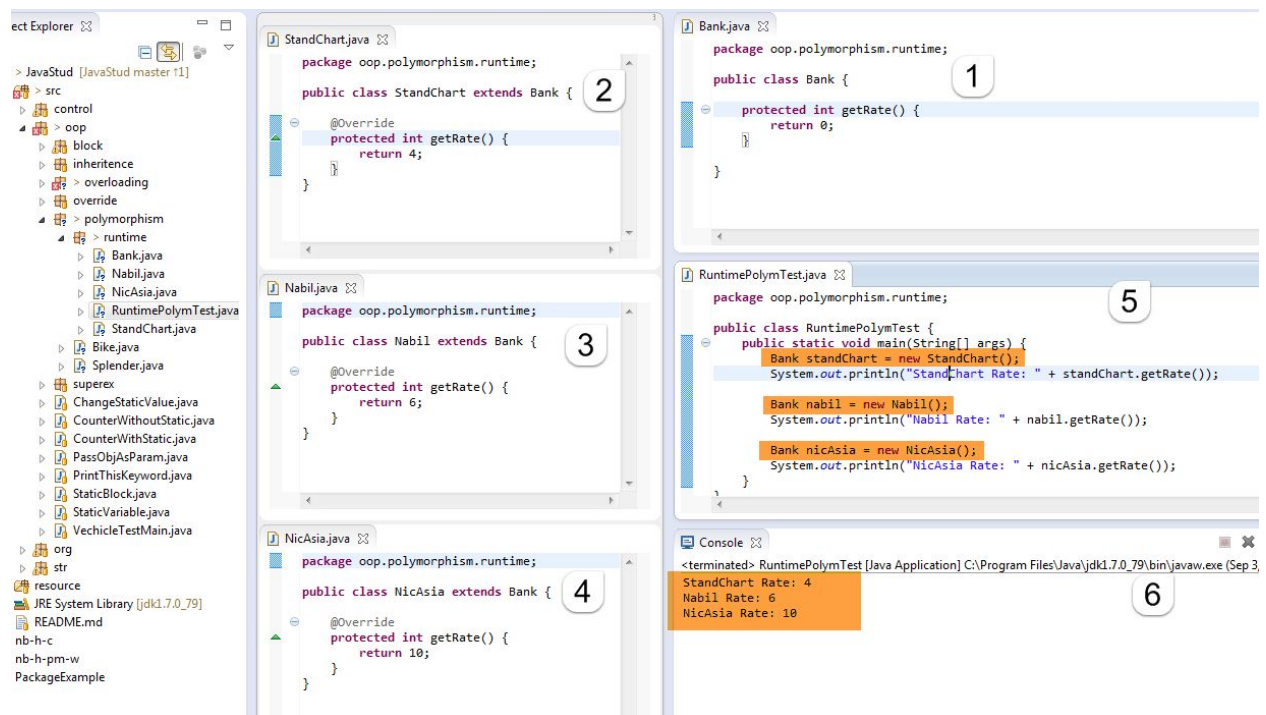 ect Explorer
> JavaStud [JavaStud master ↑1]
> src
control
> oop
block
inheritence
> overloading
override
> polymorphism
> runtime
Bank.java
Nabil.java
NicAsia.java
RuntimePolymTest.java
StandChart.java
Bike.java
Splender.java
superex
ChangeStaticValue.java
CounterWithoutStatic.java
CounterWithStatic.java
PassObjAsParam.java
PrintThisKeyword.java
StaticBlock.java
StaticVariable.java
VechicleTestMain.java
org
str
resource
JRE System Library [jdk1.7.0_79]
README.md
nb-h-c
nb-h-pm-w
PackageExample
StandChart.java
package oop.polymorphism.runtime;
public class StandChart extends Bank {
2
@Override
protected int getRate() {
return 4;
}
}
Nabil.java
package oop.polymorphism.runtime;
public class Nabil extends Bank {
3
@Override
protected int getRate() {
return 6;
}
}
NicAsia.java
package oop.polymorphism.runtime;
public class NicAsia extends Bank {
4
@Override
protected int getRate() {
return 10;
}
}
Bank.java
package oop.polymorphism.runtime;
public class Bank {
1
protected int getRate() {
return 0;
}
}
RuntimePolymTest.java
package oop.polymorphism.runtime;
5
public class RuntimePolymTest {
public static void main(String[] args) {
Bank standChart = new StandChart();
System.out.println("StandChart Rate: " + standChart.getRate());
Bank nabil = new Nabil();
System.out.println("Nabil Rate: " + nabil.getRate());
Bank nicAsia = new NicAsia();
System.out.println("NicAsia Rate: " + nicAsia.getRate());
}
}
Console
<terminated> RuntimePolymTest [Java Application] C:\Program Files\Java\jdk1.7.0_79\bin\javaw.exe (Sep 3,
StandChart Rate: 4
Nabil Rate: 6
NicAsia Rate: 10
6